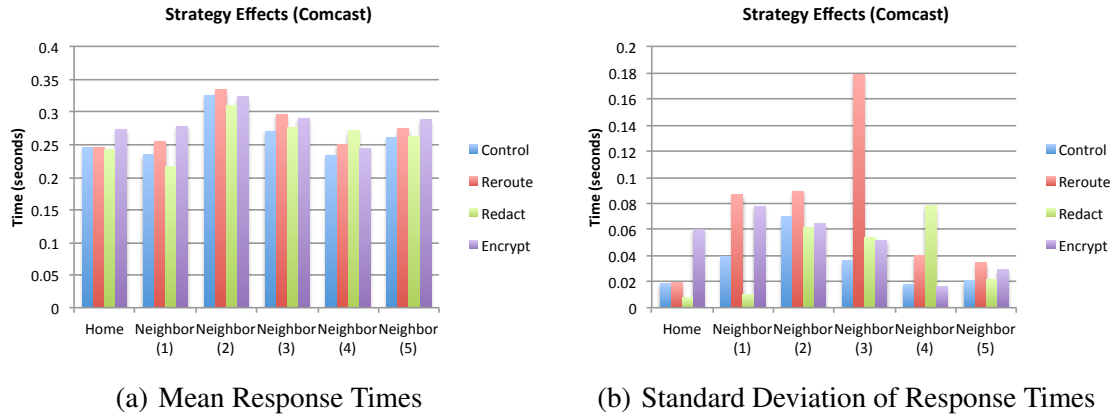 Strategy Effects (Comcast)
0.4
0.35
0.3
0.25
0.2
0.15
0.1
0.05
0
Time (seconds)
Home
Neighbor (1)
Neighbor (2)
Neighbor (3)
Neighbor (4)
Neighbor (5)
Control
Reroute
Redact
Encrypt
(a) Mean Response Times
Strategy Effects (Comcast)
0.2
0.18
0.16
0.14
0.12
0.1
0.08
0.06
0.04
0.02
0
Time (seconds)
Home
Neighbor (1)
Neighbor (2)
Neighbor (3)
Neighbor (4)
Neighbor (5)
Control
Reroute
Redact
Encrypt
(b) Standard Deviation of Response Times